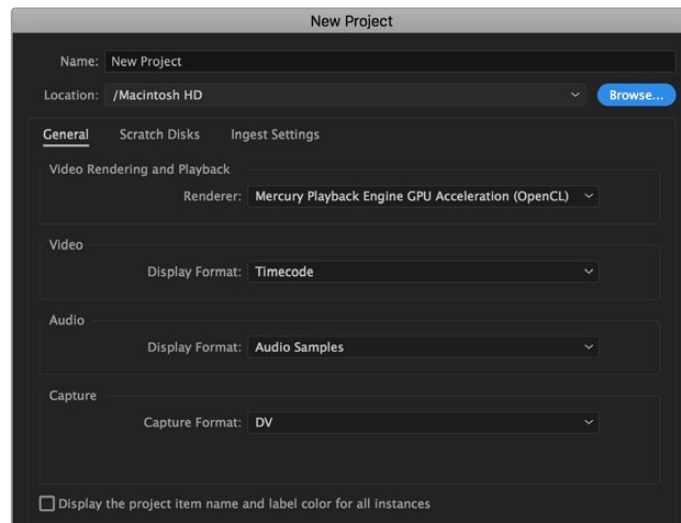 New Project
Name: New Project
Location: /Macintosh HD Browse...
General Scratch Disks Ingest Settings
Video Rendering and Playback
Renderer: Mercury Playback Engine GPU Acceleration (OpenCL)
Video
Display Format: Timecode
Audio
Display Format: Audio Samples
Capture
Capture Format: DV
Display the project item name and label color for all instances